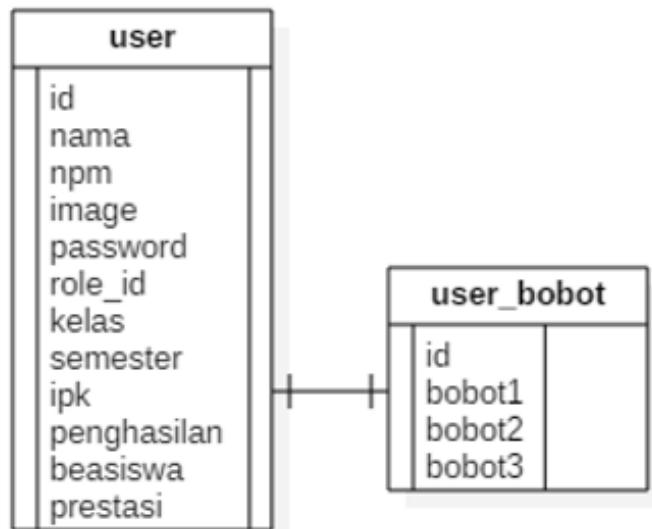 user
id
nama
npm
image
password
role_id
kelas
semester
ipk
penghasilan
beasiswa
prestasi
user_bobot
id
bobot1
bobot2
bobot3